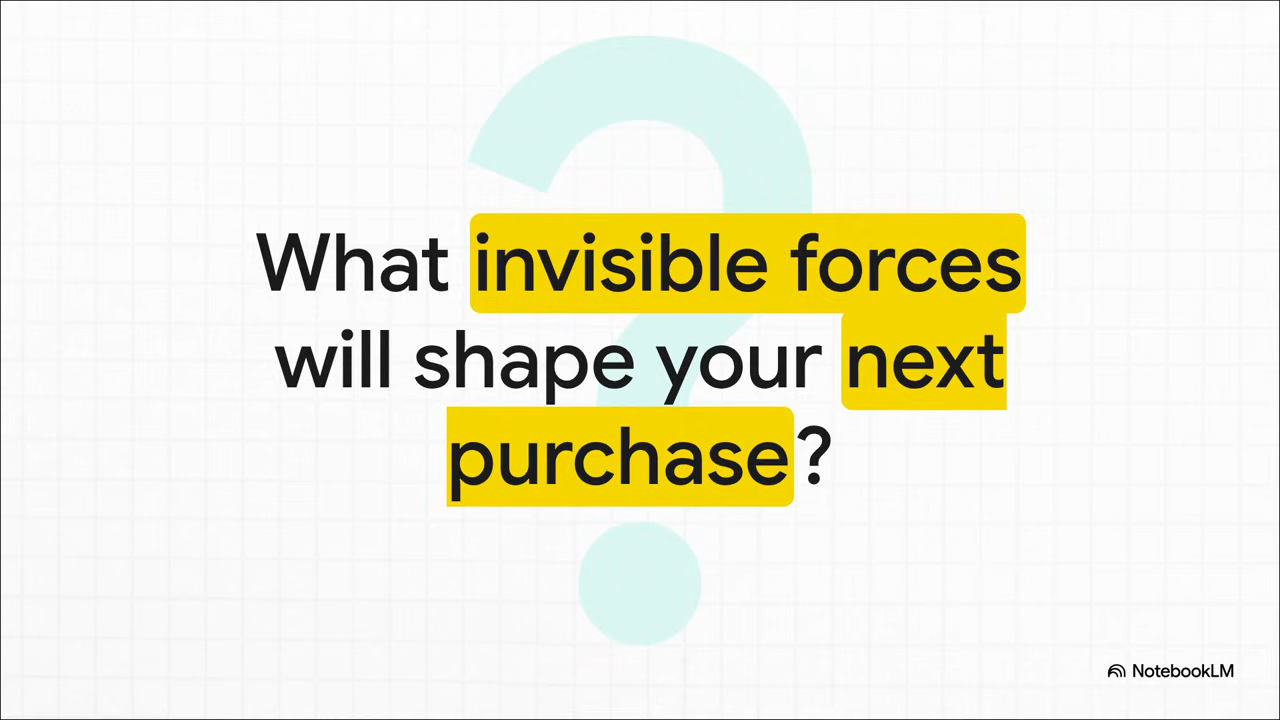 What invisible forces
will shape your next
purchase?
NotebookLM